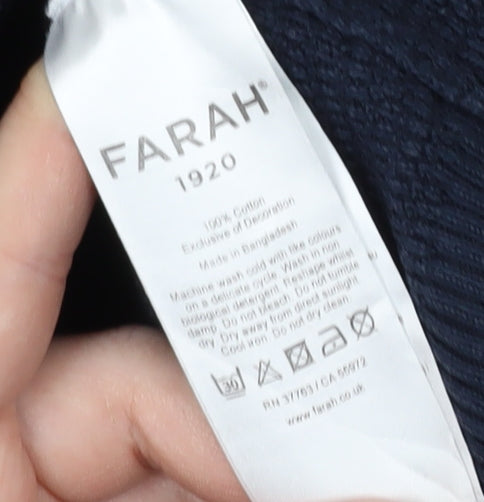 FARAH®
1920
100% Cotton
Exclusive of Decoration
Made in Bangladesh
Machine wash cold with like colours
on a delicate cycle. Wash in non
biological detergent. Reshape whilst
damp. Do not bleach. Do not tumble
dry. Dry away from direct sunlight
Cool iron. Do not dry clean.
30
RN 37763 / CA 55972
www.farah.co.uk